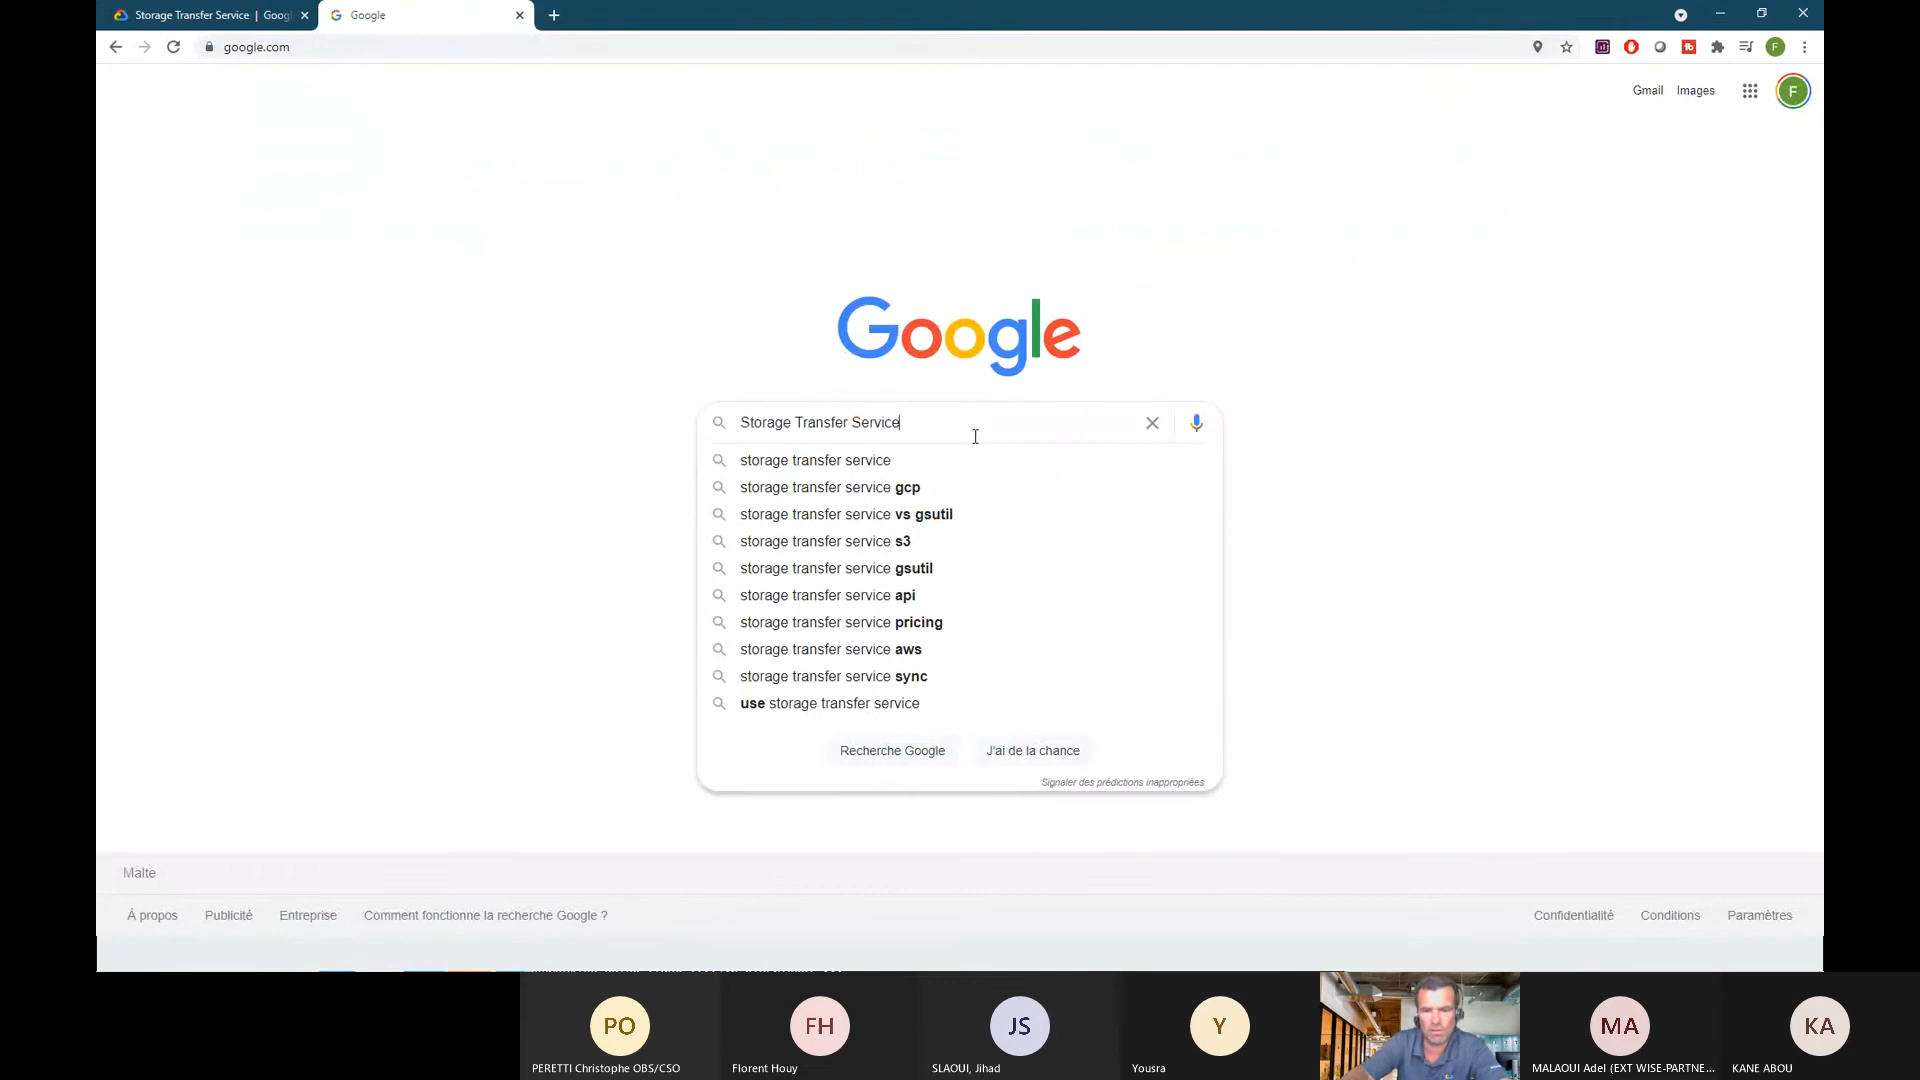 Storage Transfer Service | Goog
Google
google.com
Gmail Images
F
Google
Storage Transfer Service
storage transfer service
storage transfer service gcp
storage transfer service vs gsutil
storage transfer service s3
storage transfer service gsutil
storage transfer service api
storage transfer service pricing
storage transfer service aws
storage transfer service sync
use storage transfer service
Recherche Google J'ai de la chance
Signaler des prédictions inappropriées
Malte
À propos Publicité Entreprise Comment fonctionne la recherche Google ? Confidentialité Conditions Paramètres
PO FH JS Y MA KA
PERETTI Christophe OBS/CSO Florent Houy SLAOUI, Jihad Yousra MALAOUI Adel (EXT WISE-PARTNE... KANE ABOU